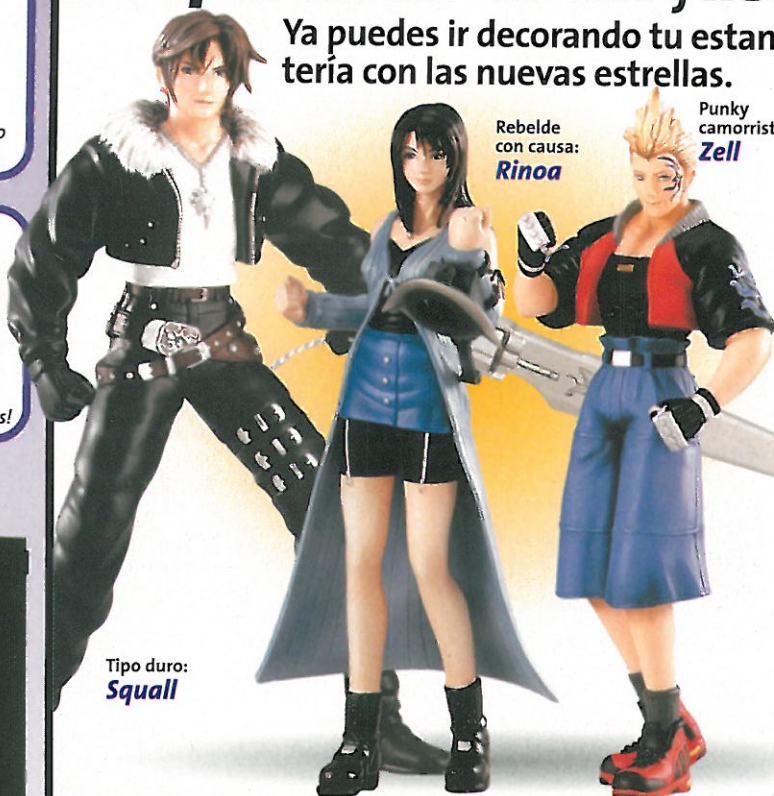 Ya puedes ir decorando tu estan
tería con las nuevas estrellas.
Rebelde
con causa:
Rinoa
Punky
camorrist
Zell
s!
Tipo duro:
Squall